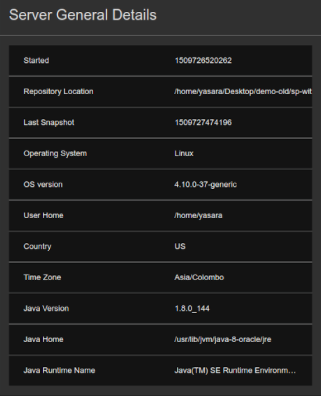 Server General Details
Started 1509726520262
Repository Location /home/yasara/Desktop/demo-old/sp-wit
Last Snapshot 1509727474196
Operating System Linux
OS version 4.10.0-37-generic
User Home /home/yasara
Country US
Time Zone Asia/Colombo
Java Version 1.8.0_144
Java Home /usr/lib/jvm/java-8-oracle/jre
Java Runtime Name Java(TM) SE Runtime Environm...